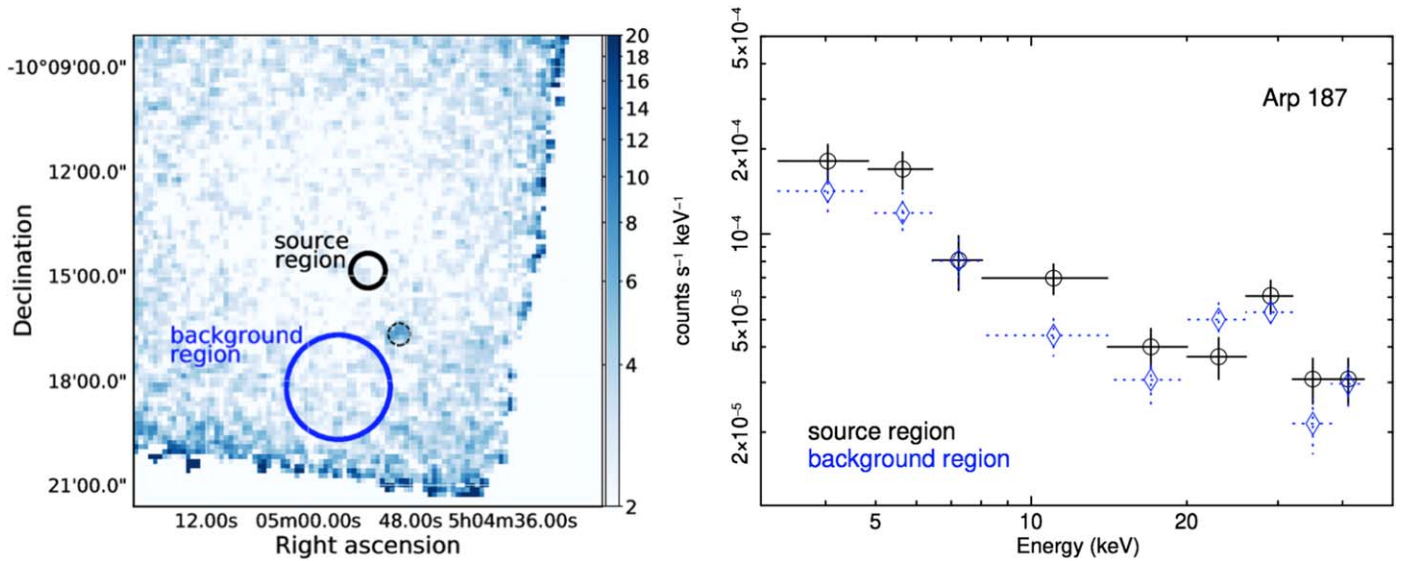 -10°09'00.0"
12'00.0"
15'00.0"
18'00.0"
21'00.0"
Declination
source
region
background
region
12.00s 05m00.00s 48.00s 5h04m36.00s
Right ascension
20
18
16
14
12
10
8
6
4
2
counts s⁻¹ keV⁻¹
5×10⁻⁴
2×10⁻⁴
10⁻⁴
5×10⁻⁵
2×10⁻⁵
Arp 187
source region
background region
5 10 20
Energy (keV)